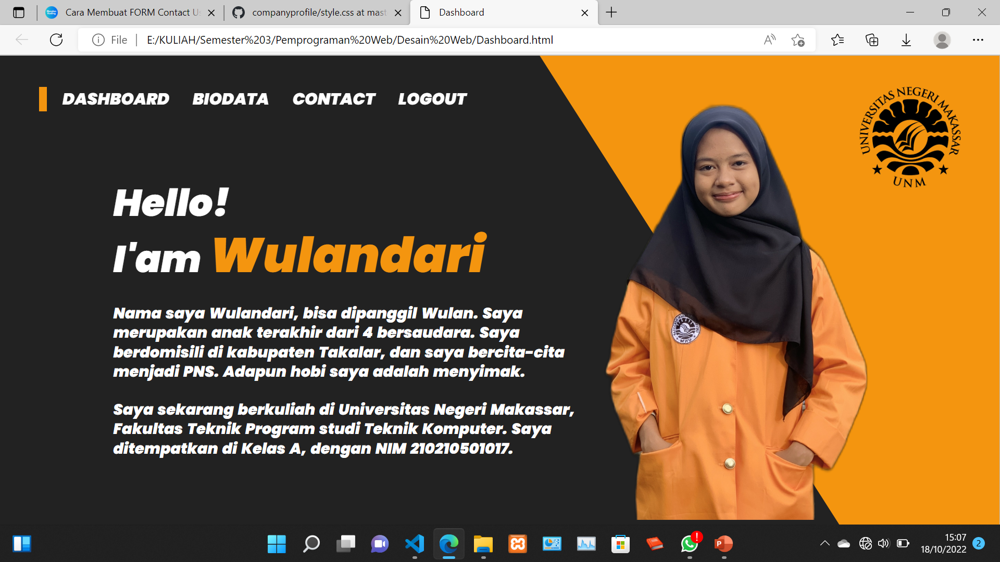 Cara Membuat FORM Contact Us
companyprofile/style.css at mast
Dashboard
File
E:/KULIAH/Semester%203/Pemprograman%20Web/Desain%20Web/Dashboard.html
DASHBOARD BIODATA CONTACT LOGOUT
UNIVERSITAS NEGERI MAKASSAR
UNM
Hello!
I'am Wulandari
Nama saya Wulandari, bisa dipanggil Wulan. Saya
merupakan anak terakhir dari 4 bersaudara. Saya
berdomisili di kabupaten Takalar, dan saya bercita-cita
menjadi PNS. Adapun hobi saya adalah menyimak.
Saya sekarang berkuliah di Universitas Negeri Makassar,
Fakultas Teknik Program studi Teknik Komputer. Saya
ditempatkan di Kelas A, dengan NIM 210210501017.
15:07
18/10/2022
2